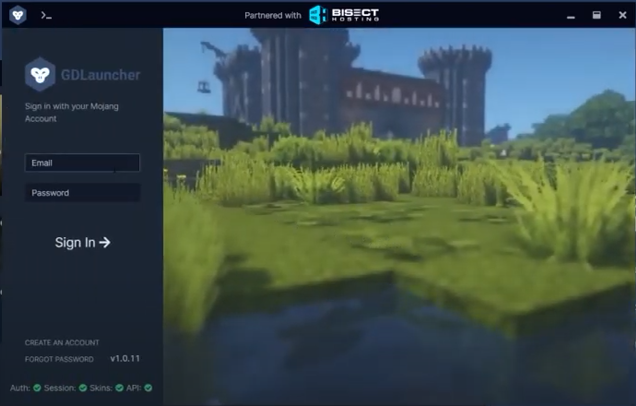 >_
Partnered with BISECT
HOSTING
GDLauncher
Sign in with your Mojang
Account
Email
Password
Sign In →
CREATE AN ACCOUNT
FORGOT PASSWORD v1.0.11
Auth: Session: Skins: API: